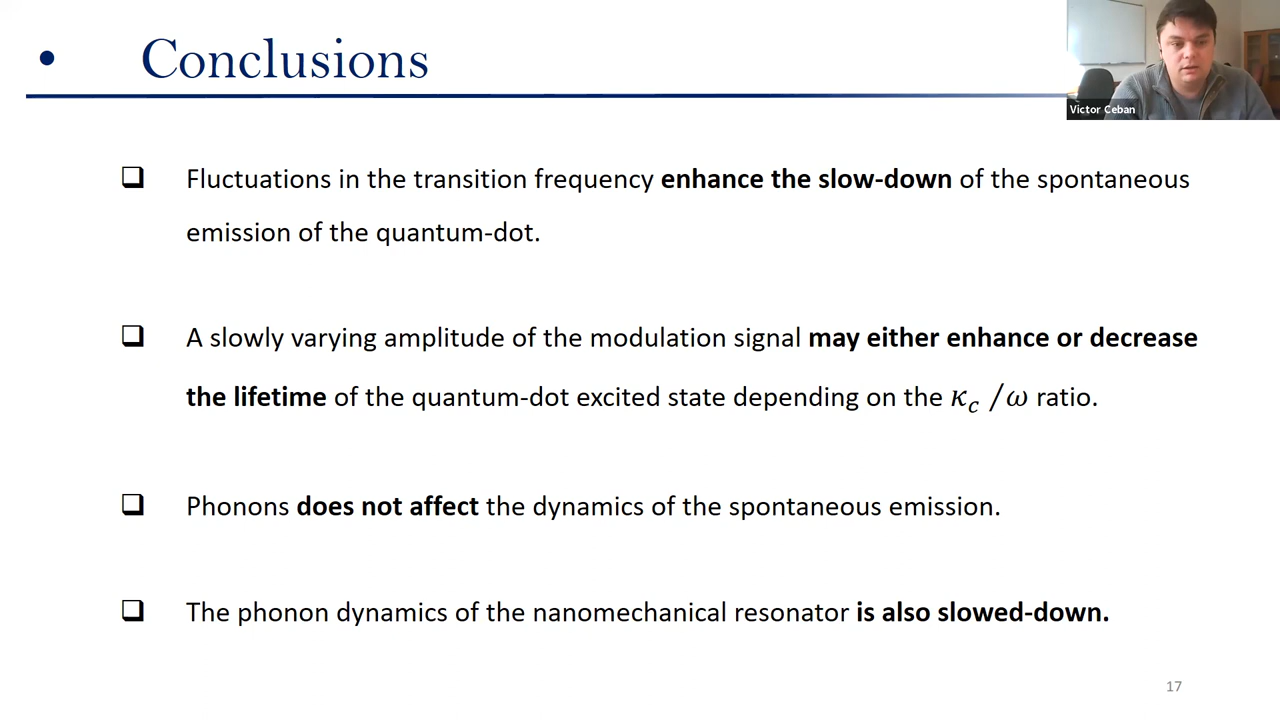 • Conclusions
Victor Ceban
❑ Fluctuations in the transition frequency enhance the slow-down of the spontaneous
emission of the quantum-dot.
❑ A slowly varying amplitude of the modulation signal may either enhance or decrease
the lifetime of the quantum-dot excited state depending on the κ_c /ω ratio.
❑ Phonons does not affect the dynamics of the spontaneous emission.
❑ The phonon dynamics of the nanomechanical resonator is also slowed-down.
17